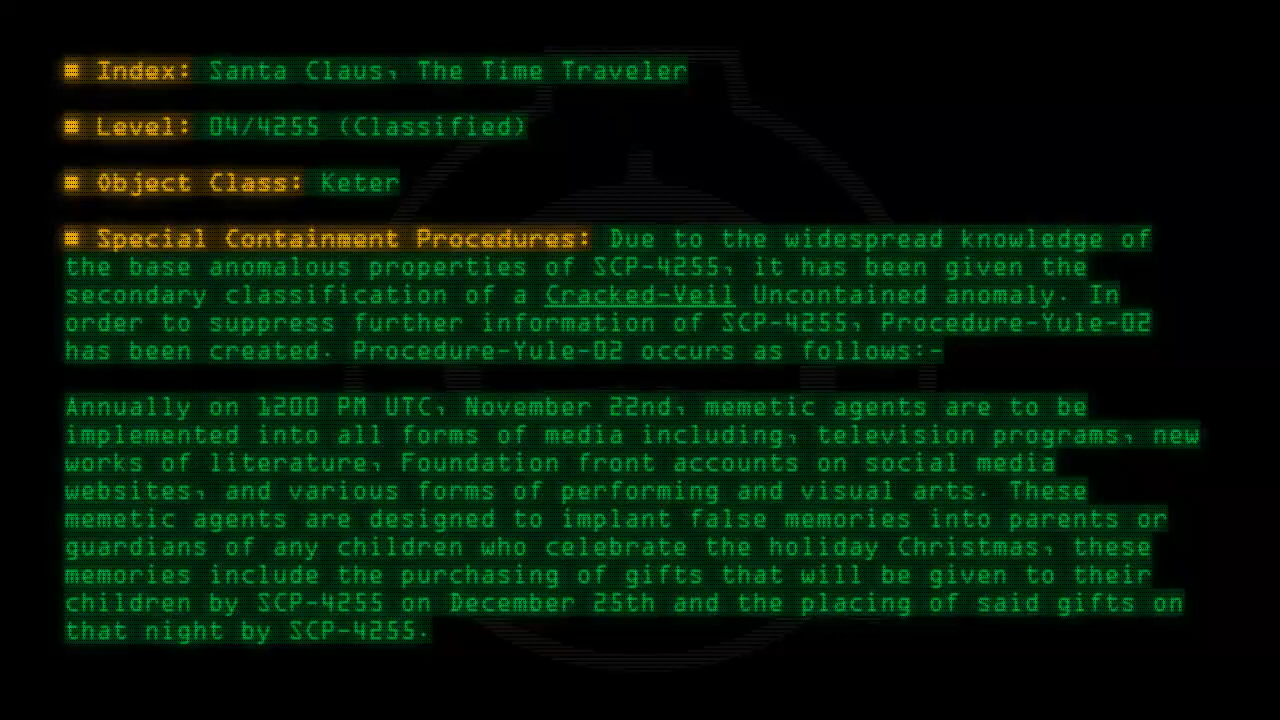 ■ Index: Santa Claus, The Time Traveler
■ Level: 04/4255 (Classified)
■ Object Class: Keter
■ Special Containment Procedures: Due to the widespread knowledge of
the base anomalous properties of SCP-4255, it has been given the
secondary classification of a Cracked-Veil Uncontained anomaly. In
order to suppress further information of SCP-4255, Procedure-Yule-02
has been created. Procedure-Yule-02 occurs as follows:-
Annually on 1200 PM UTC, November 22nd, memetic agents are to be
implemented into all forms of media including, television programs, new
works of literature, Foundation front accounts on social media
websites, and various forms of performing and visual arts. These
memetic agents are designed to implant false memories into parents or
guardians of any children who celebrate the holiday Christmas, these
memories include the purchasing of gifts that will be given to their
children by SCP-4255 on December 25th and the placing of said gifts on
that night by SCP-4255.